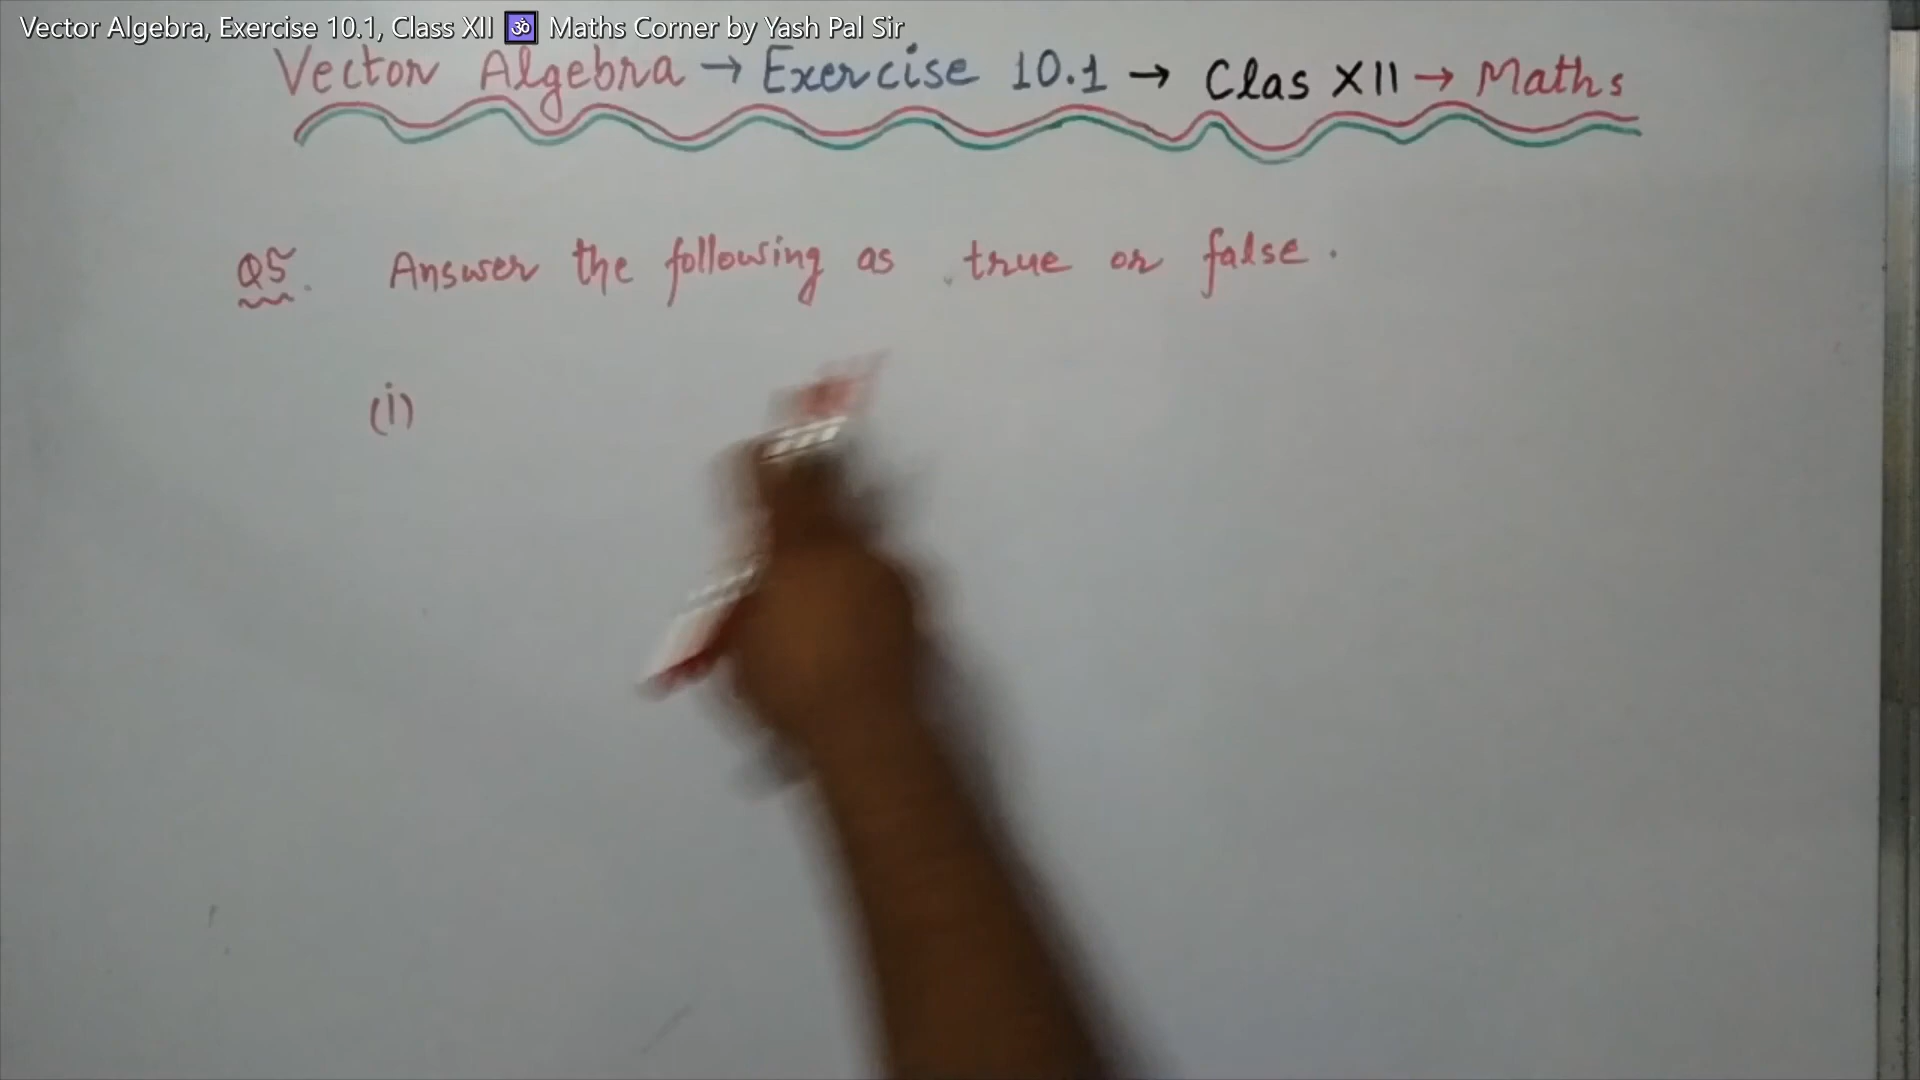 Vector Algebra, Exercise 10.1, Class XII 🕉 Maths Corner by Yash Pal Sir
Vector Algebra → Exercise 10.1 → Clas XII → Maths
Q5. Answer the following as true or false.
(i)